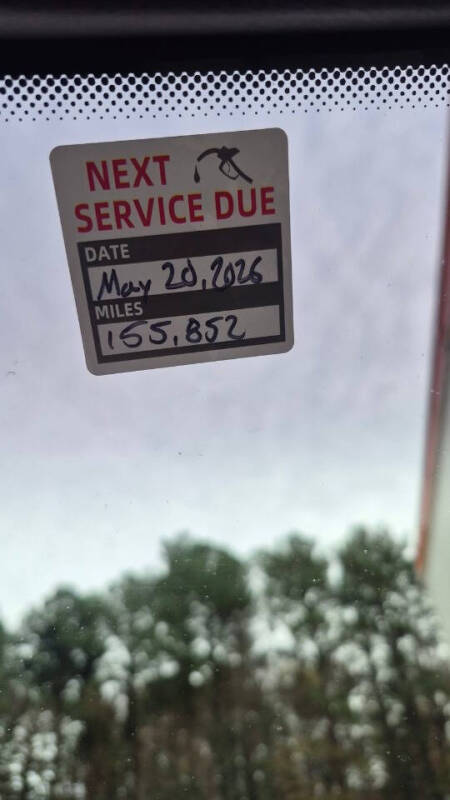 NEXT
SERVICE DUE
DATE
May 20, 2026
MILES
155,852